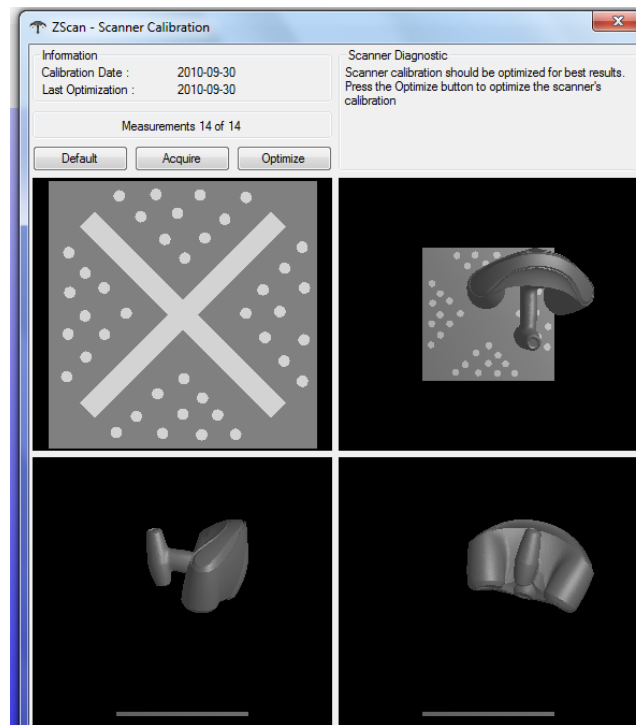 ZScan - Scanner Calibration
Information
Calibration Date : 2010-09-30
Last Optimization : 2010-09-30
Measurements 14 of 14
Default Acquire Optimize
Scanner Diagnostic
Scanner calibration should be optimized for best results.
Press the Optimize button to optimize the scanner's
calibration